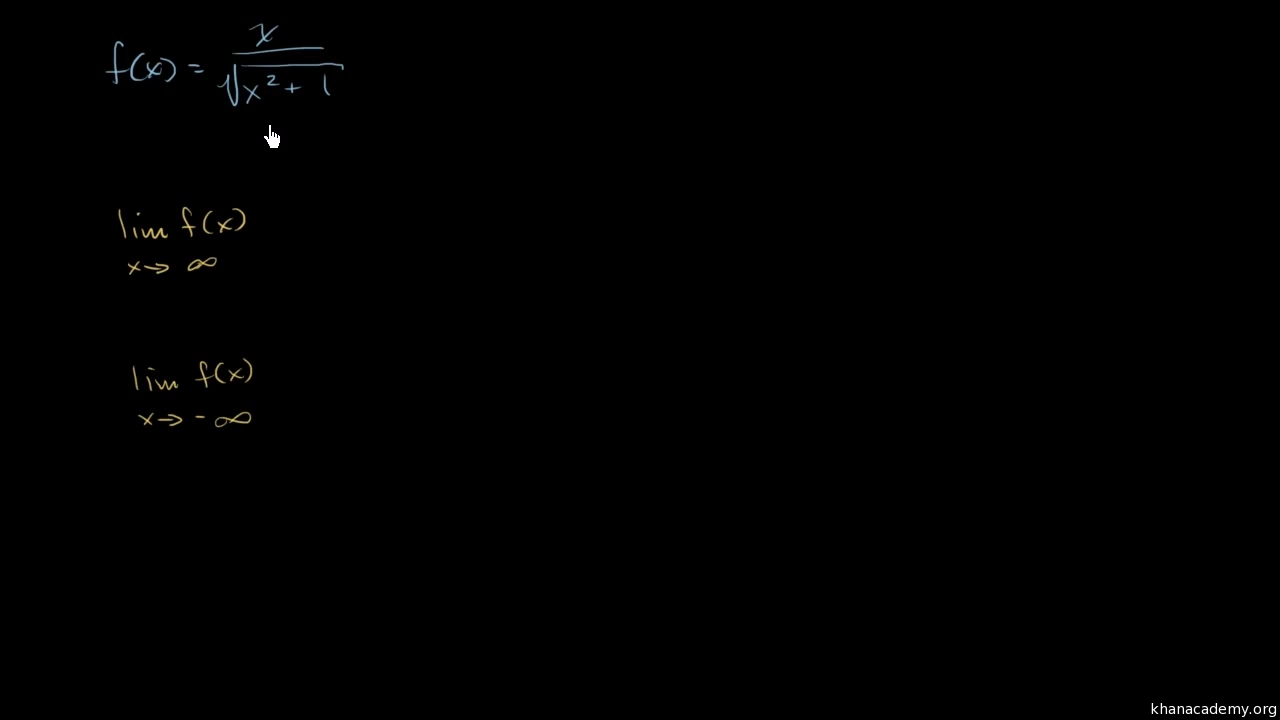 f(x) = x / √(x² + 1)
lim f(x)
x→ ∞
lim f(x)
x→ -∞
khanacademy.org